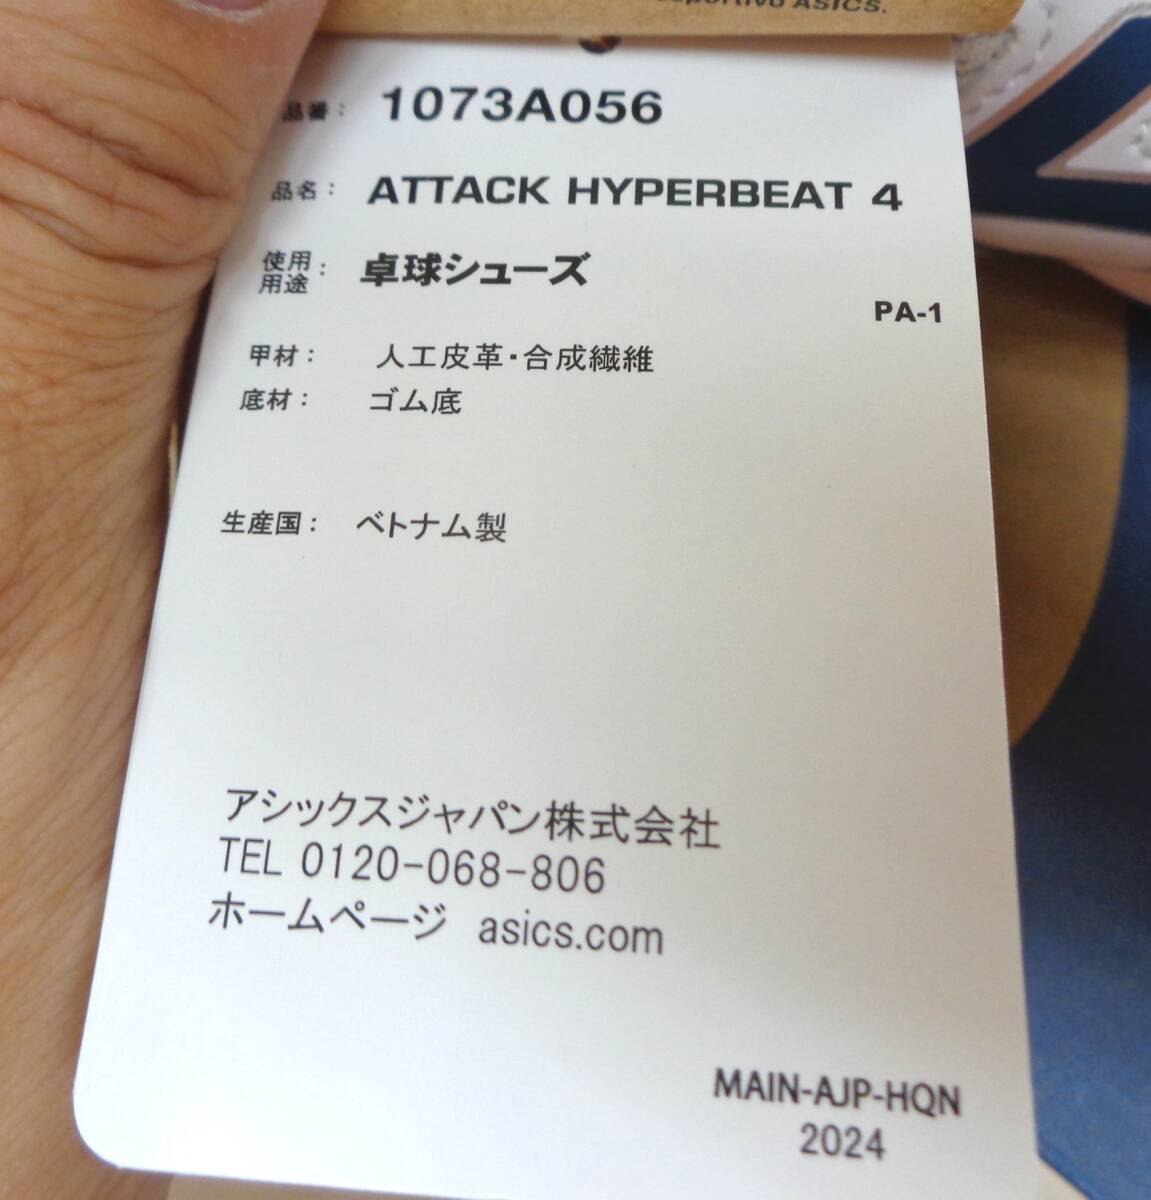 sportivo ASICS.
品番： 1073A056
品名： ATTACK HYPERBEAT 4
使用用途： 卓球シューズ
PA-1
甲材： 人工皮革・合成繊維
底材： ゴム底
生産国： ベトナム製
アシックスジャパン株式会社
TEL 0120-068-806
ホームページ asics.com
MAIN-AJP-HQN
2024